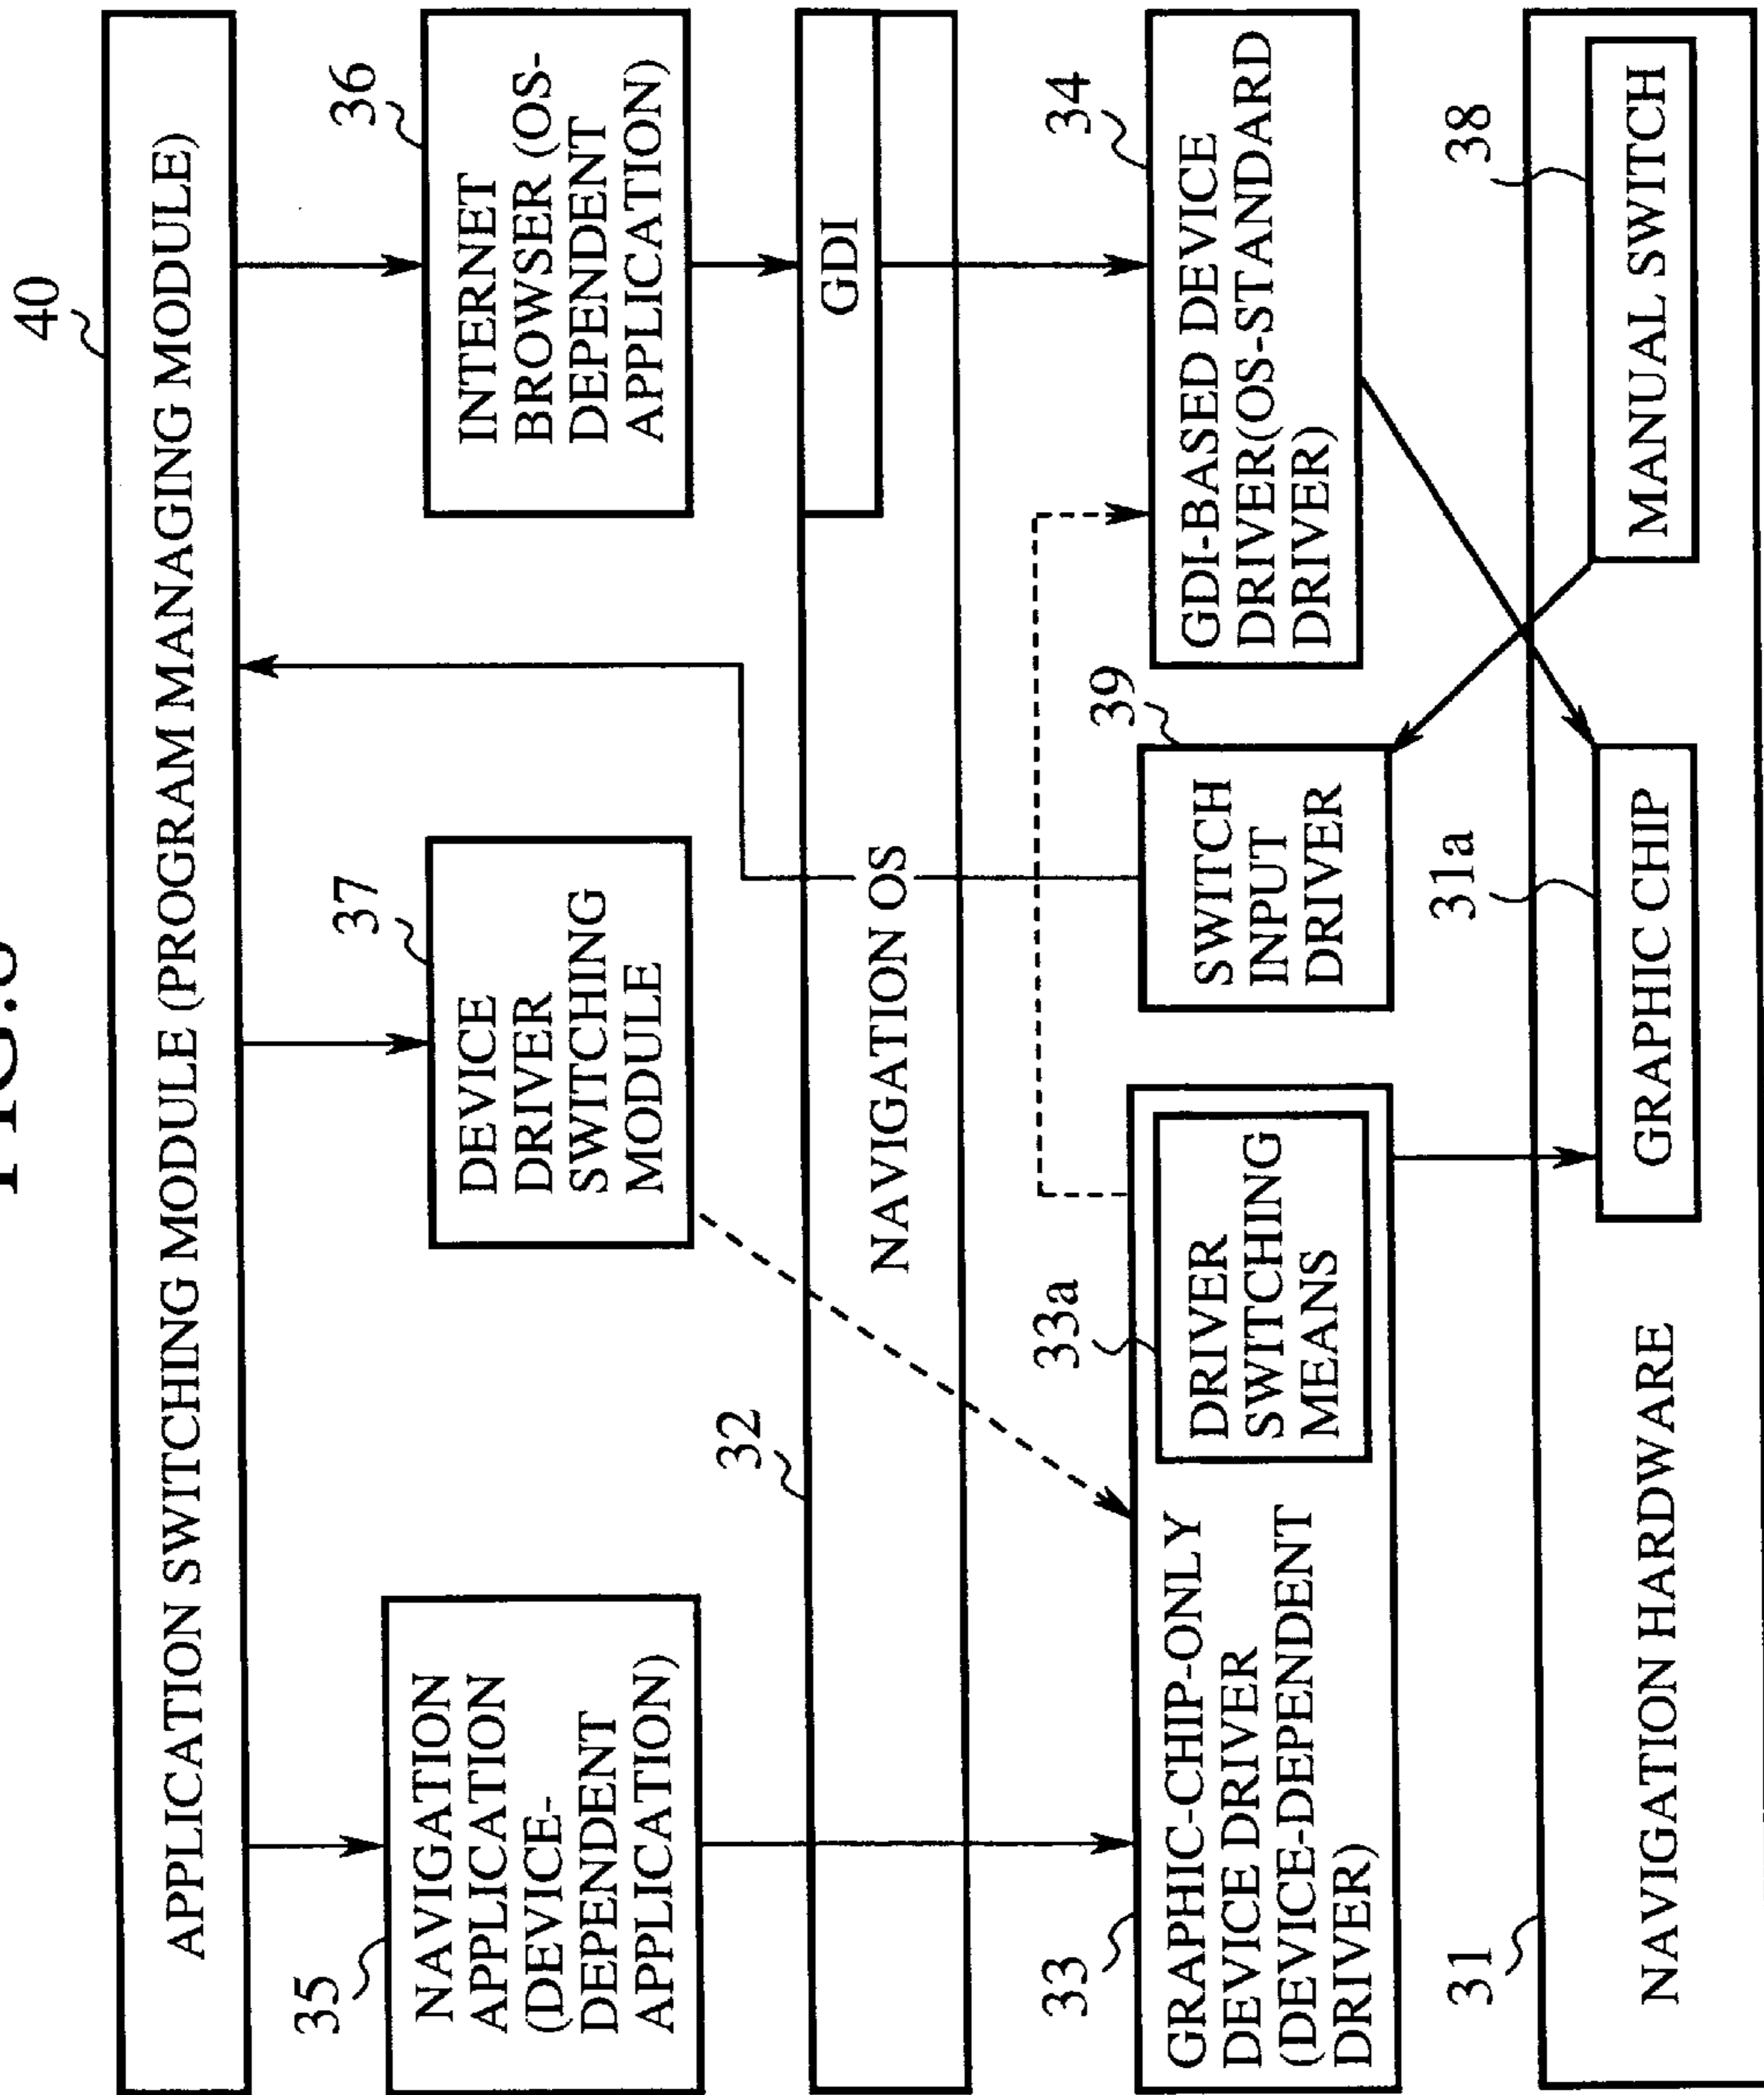 40
APPLICATION SWITCHING MODULE (PROGRAM MANAGING MODULE)
35
NAVIGATION
APPLICATION
(DEVICE-
DEPENDENT
APPLICATION)
37
DEVICE
DRIVER
SWITCHING
MODULE
36
INTERNET
BROWSER (OS-
DEPENDENT
APPLICATION)
32
NAVIGATION OS
GDI
33
GRAPHIC-CHIP-ONLY
DEVICE DRIVER
(DEVICE-DEPENDENT
DRIVER)
33a
DRIVER
SWITCHING
MEANS
39
SWITCH
INPUT
DRIVER
34
GDI-BASED DEVICE
DRIVER(OS-STANDARD
DRIVER)
31
NAVIGATION HARDWARE
31a
GRAPHIC CHIP
38
MANUAL SWITCH